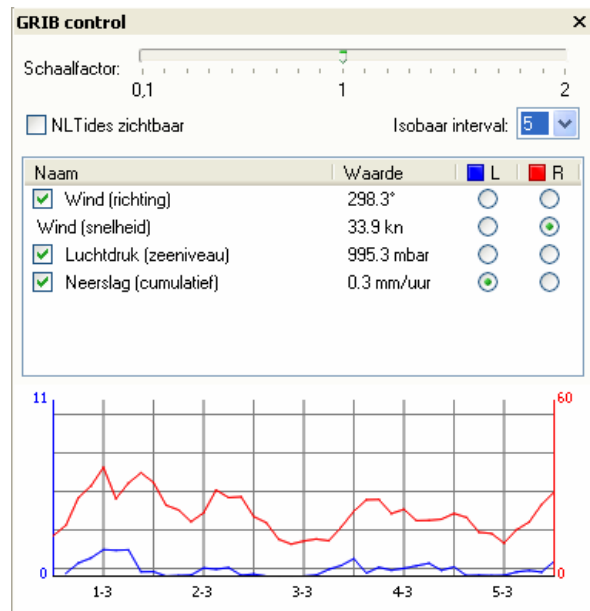 GRIB control
Schaalfactor:
0,1 1 2
NLTides zichtbaar Isobaar interval: 5
Naam Waarde L R
Wind (richting) 298.3°
Wind (snelheid) 33.9 kn
Luchtdruk (zeeniveau) 995.3 mbar
Neerslag (cumulatief) 0.3 mm/uur
11 60
0 0
1-3 2-3 3-3 4-3 5-3